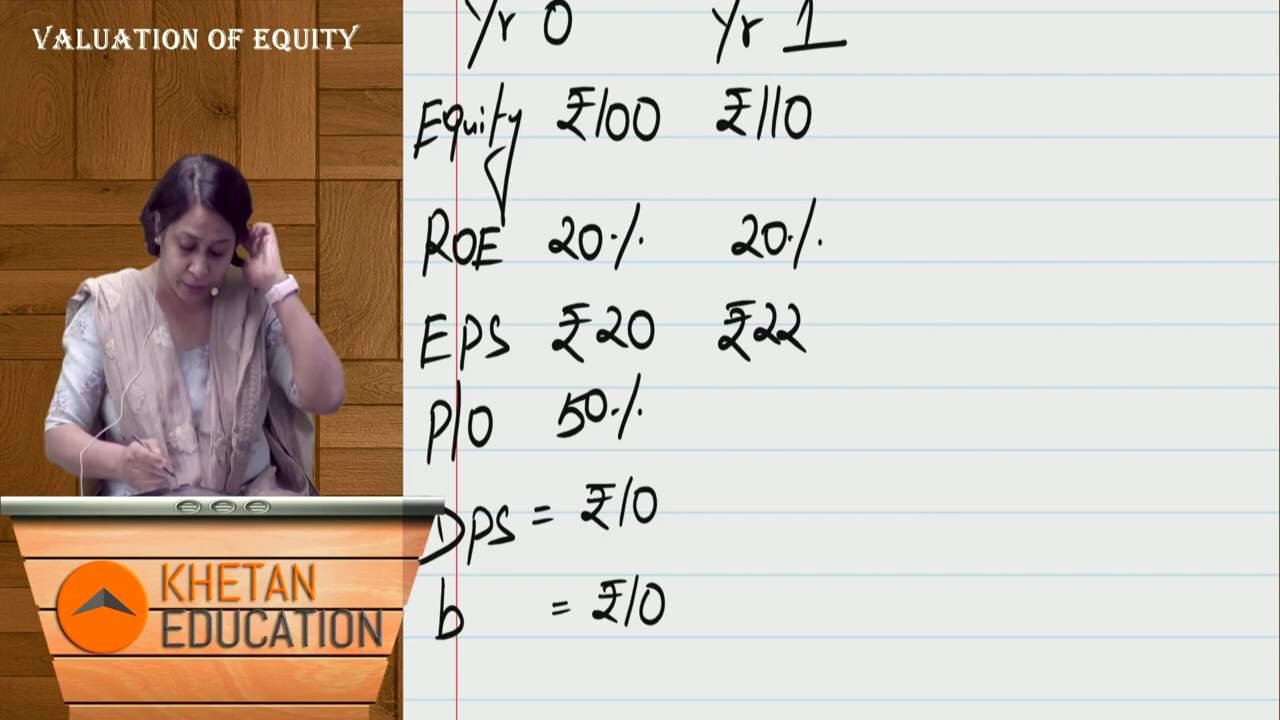 VALUATION OF EQUITY
Yr 0 Yr 1
Equity ₹100 ₹110
ROE 20% 20%
EPS ₹20 ₹22
P/O 50%
DPS = ₹10
b = ₹10
KHETAN
EDUCATION